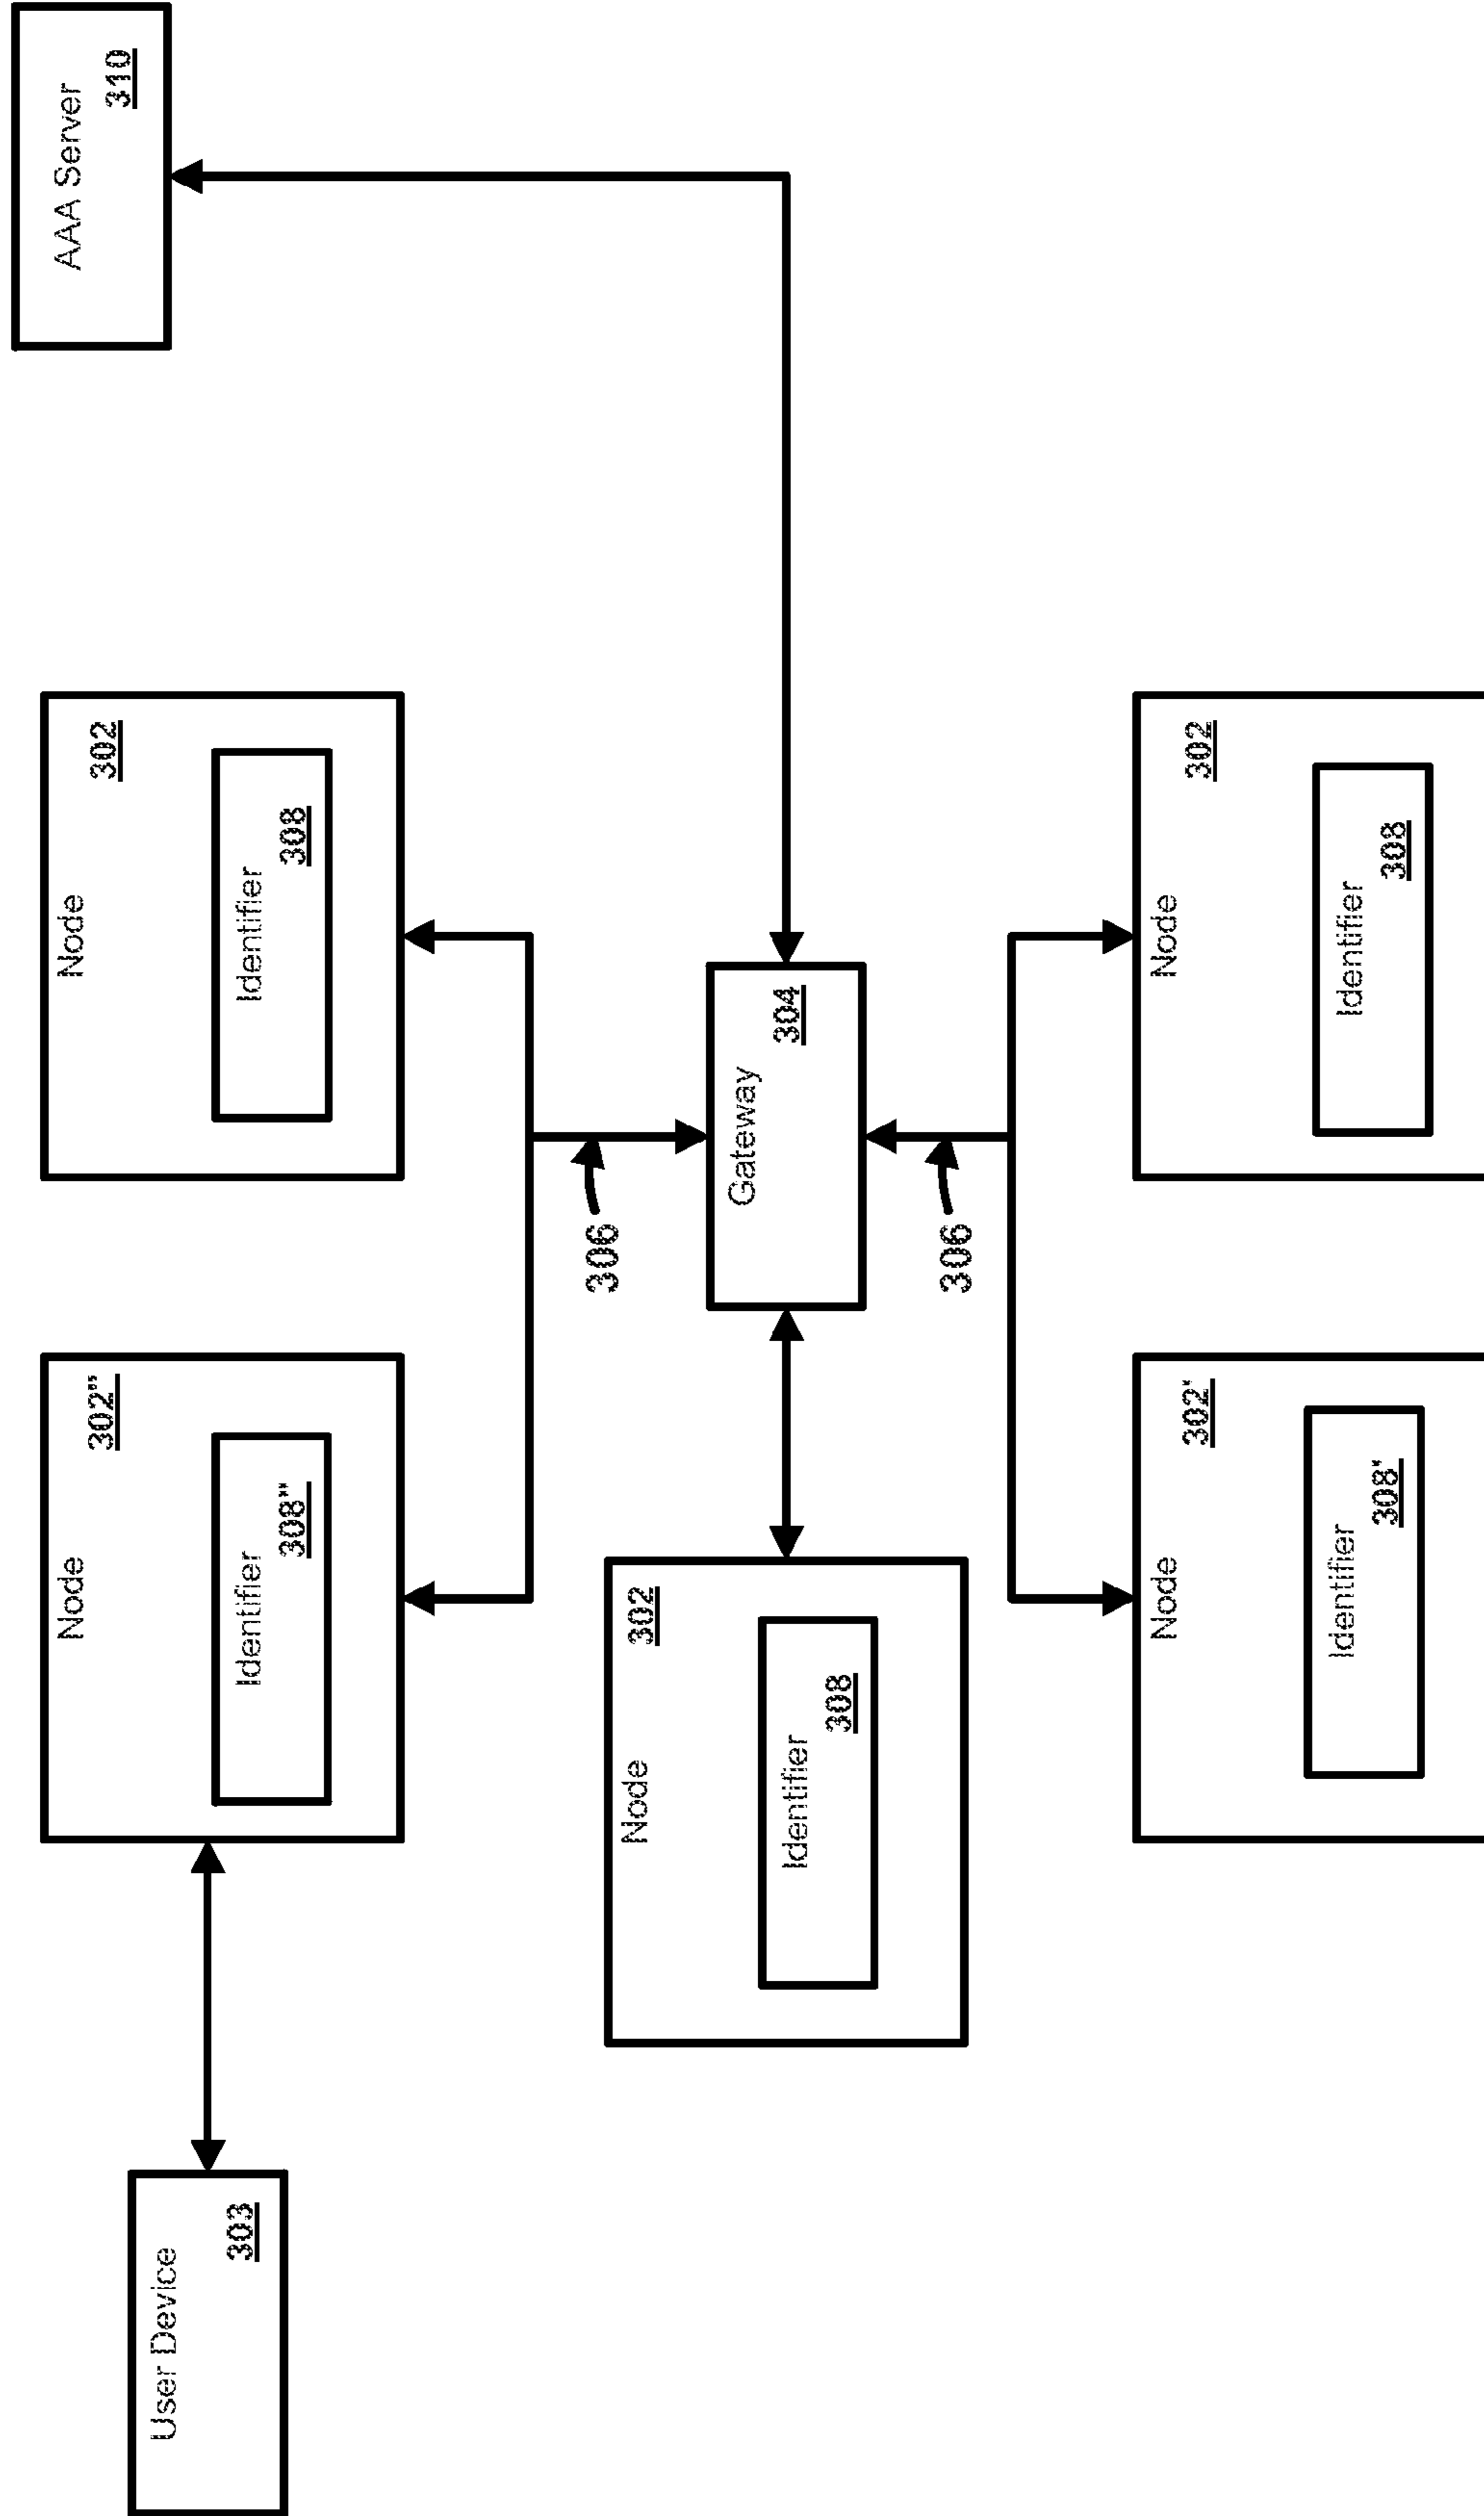 AAA Server
310
Node
302
Identifier
308
Node
302"
Identifier
308"
User Device
303
306
Gateway
304
306
Node
302
Identifier
308
Node
302
Identifier
308
Node
302'
Identifier
308'